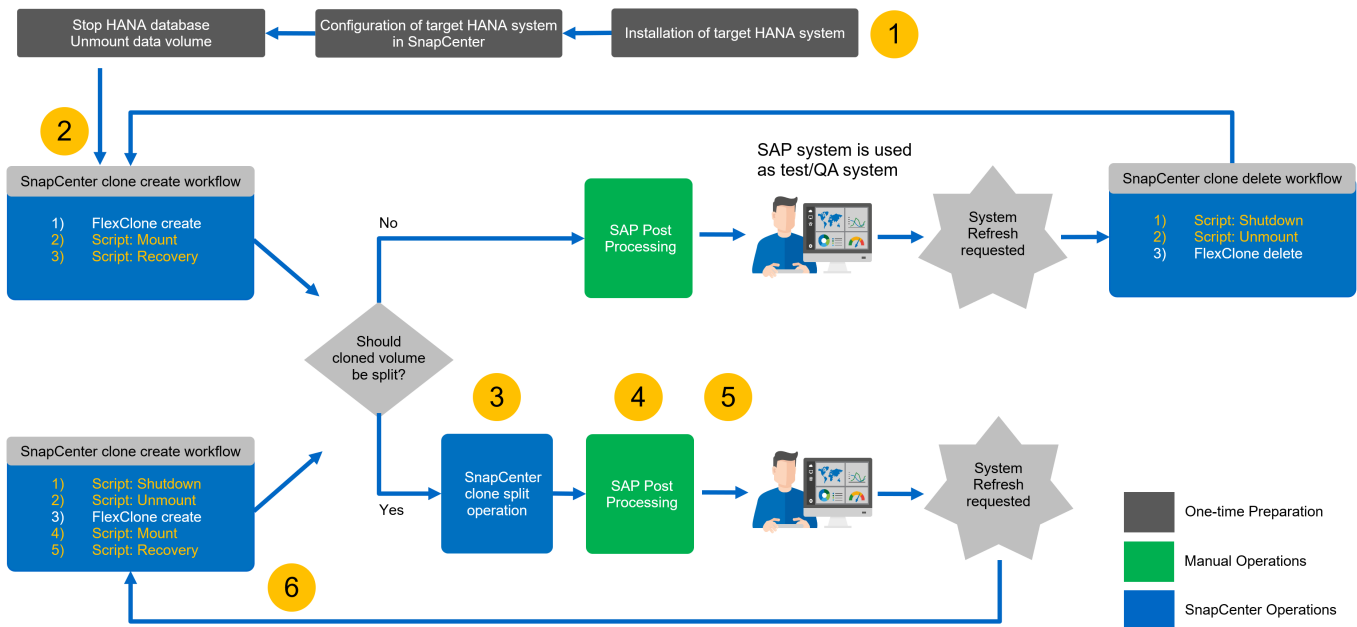 Stop HANA database
Unmount data volume
Configuration of target HANA system
in SnapCenter
Installation of target HANA system
1
2
SnapCenter clone create workflow
1) FlexClone create
2) Script: Mount
3) Script: Recovery
No
SAP Post
Processing
SAP system is used
as test/QA system
System
Refresh
requested
SnapCenter clone delete workflow
1) Script: Shutdown
2) Script: Unmount
3) FlexClone delete
Should
cloned volume
be split?
3
4
5
SnapCenter clone create workflow
1) Script: Shutdown
2) Script: Unmount
3) FlexClone create
4) Script: Mount
5) Script: Recovery
Yes
SnapCenter
clone split
operation
SAP Post
Processing
System
Refresh
requested
6
One-time Preparation
Manual Operations
SnapCenter Operations